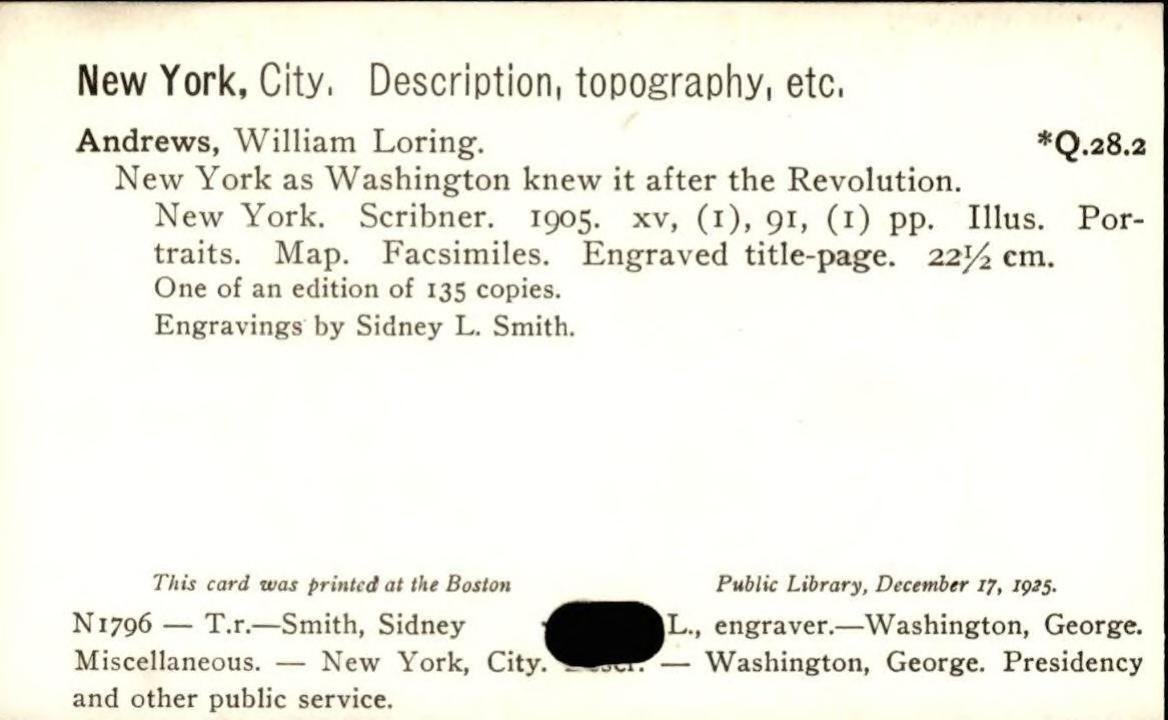 New York, City. Description, topography, etc.
Andrews, William Loring. *Q.28.2
New York as Washington knew it after the Revolution.
New York. Scribner. 1905. xv, (1), 91, (1) pp. Illus. Por-
traits. Map. Facsimiles. Engraved title-page. 22½ cm.
One of an edition of 135 copies.
Engravings by Sidney L. Smith.
This card was printed at the Boston Public Library, December 17, 1925.
N1796 — T.r.—Smith, Sidney L., engraver.—Washington, George.
Miscellaneous. — New York, City. — Washington, George. Presidency
and other public service.